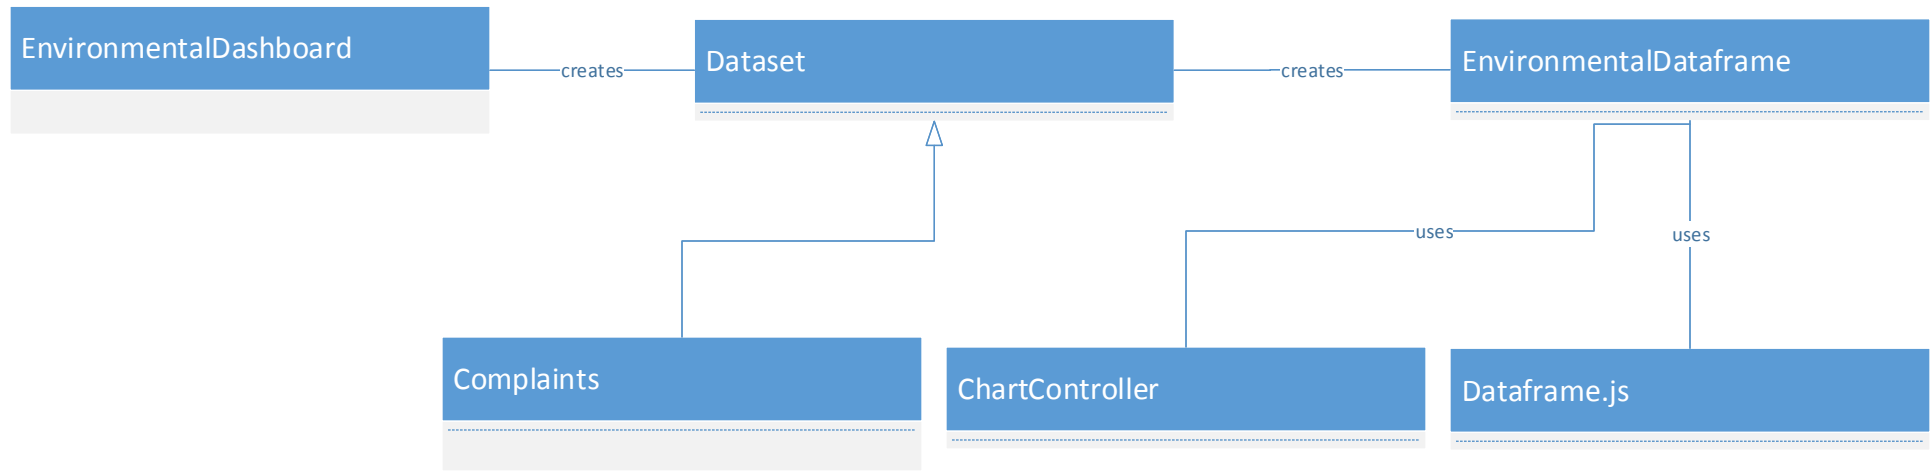 EnvironmentalDashboard
creates
Dataset
creates
EnvironmentalDataframe
uses
uses
Complaints
ChartController
Dataframe.js